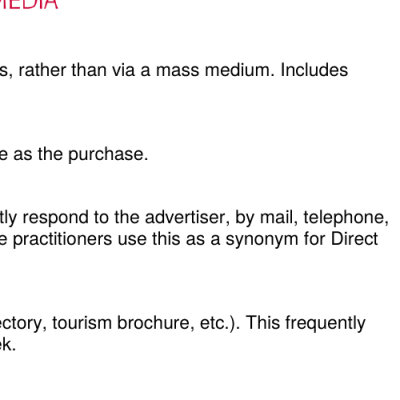 MEDIA
s, rather than via a mass medium. Includes
e as the purchase.
tly respond to the advertiser, by mail, telephone,
e practitioners use this as a synonym for Direct
ectory, tourism brochure, etc.). This frequently
ek.